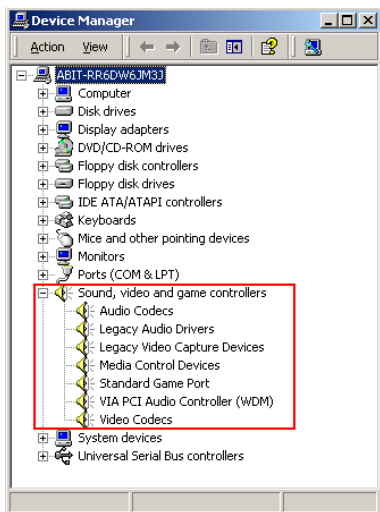 Device Manager
Action View
ABIT-RR6DW6JM3J
Computer
Disk drives
Display adapters
DVD/CD-ROM drives
Floppy disk controllers
Floppy disk drives
IDE ATA/ATAPI controllers
Keyboards
Mice and other pointing devices
Monitors
Ports (COM & LPT)
Sound, video and game controllers
Audio Codecs
Legacy Audio Drivers
Legacy Video Capture Devices
Media Control Devices
Standard Game Port
VIA PCI Audio Controller (WDM)
Video Codecs
System devices
Universal Serial Bus controllers